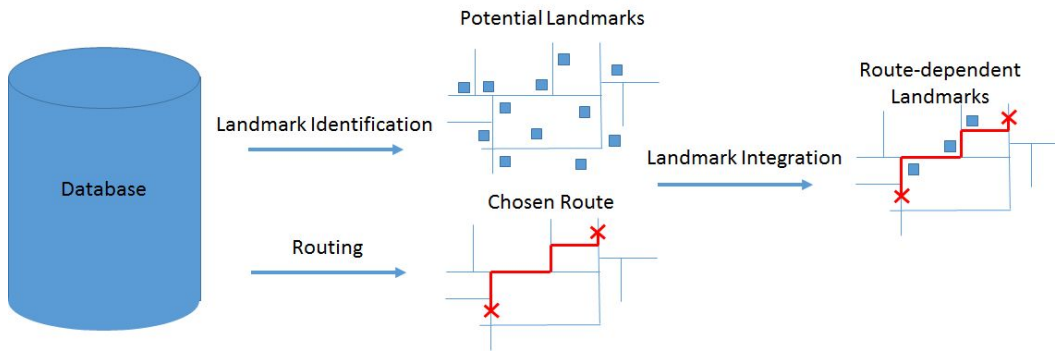 Potential Landmarks
Route-dependent
Landmarks
Landmark Identification
Landmark Integration
Database
Chosen Route
Routing